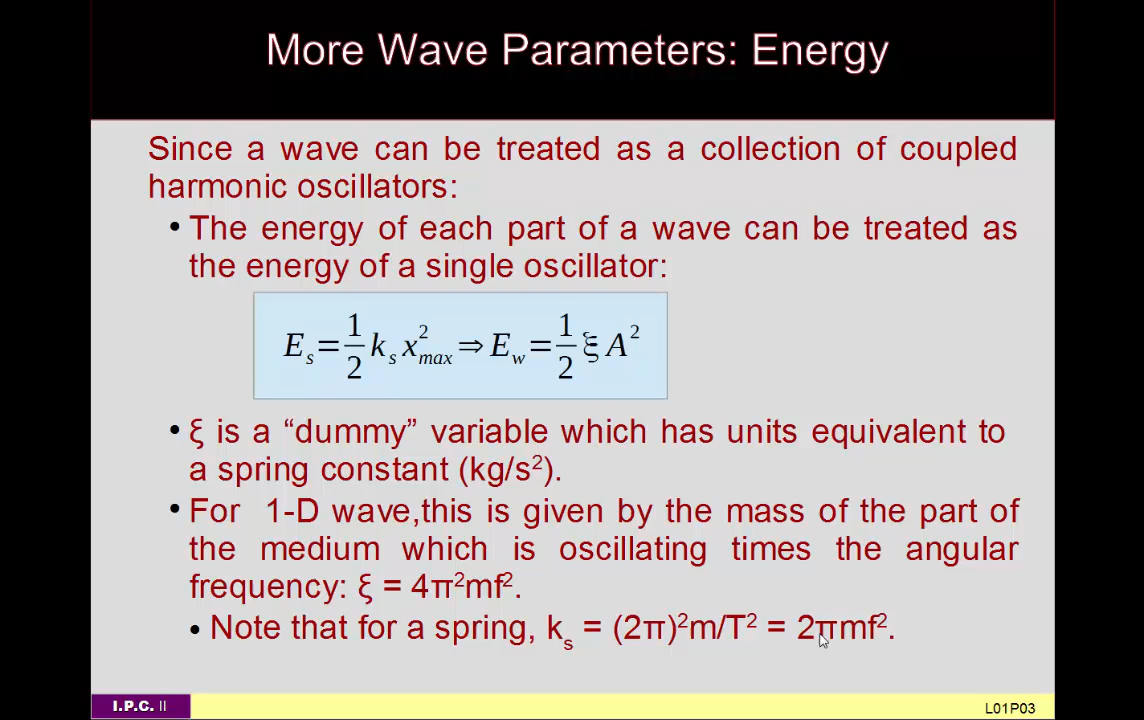 More Wave Parameters: Energy
Since a wave can be treated as a collection of coupled
harmonic oscillators:
• The energy of each part of a wave can be treated as
the energy of a single oscillator:
E_s = 1/2 k_s x_max^2 ⇒ E_w = 1/2 ξ A^2
• ξ is a “dummy” variable which has units equivalent to
a spring constant (kg/s²).
• For 1-D wave,this is given by the mass of the part of
the medium which is oscillating times the angular
frequency: ξ = 4π²mf².
• Note that for a spring, k_s = (2π)²m/T² = 2πmf².
I.P.C. II
L01P03